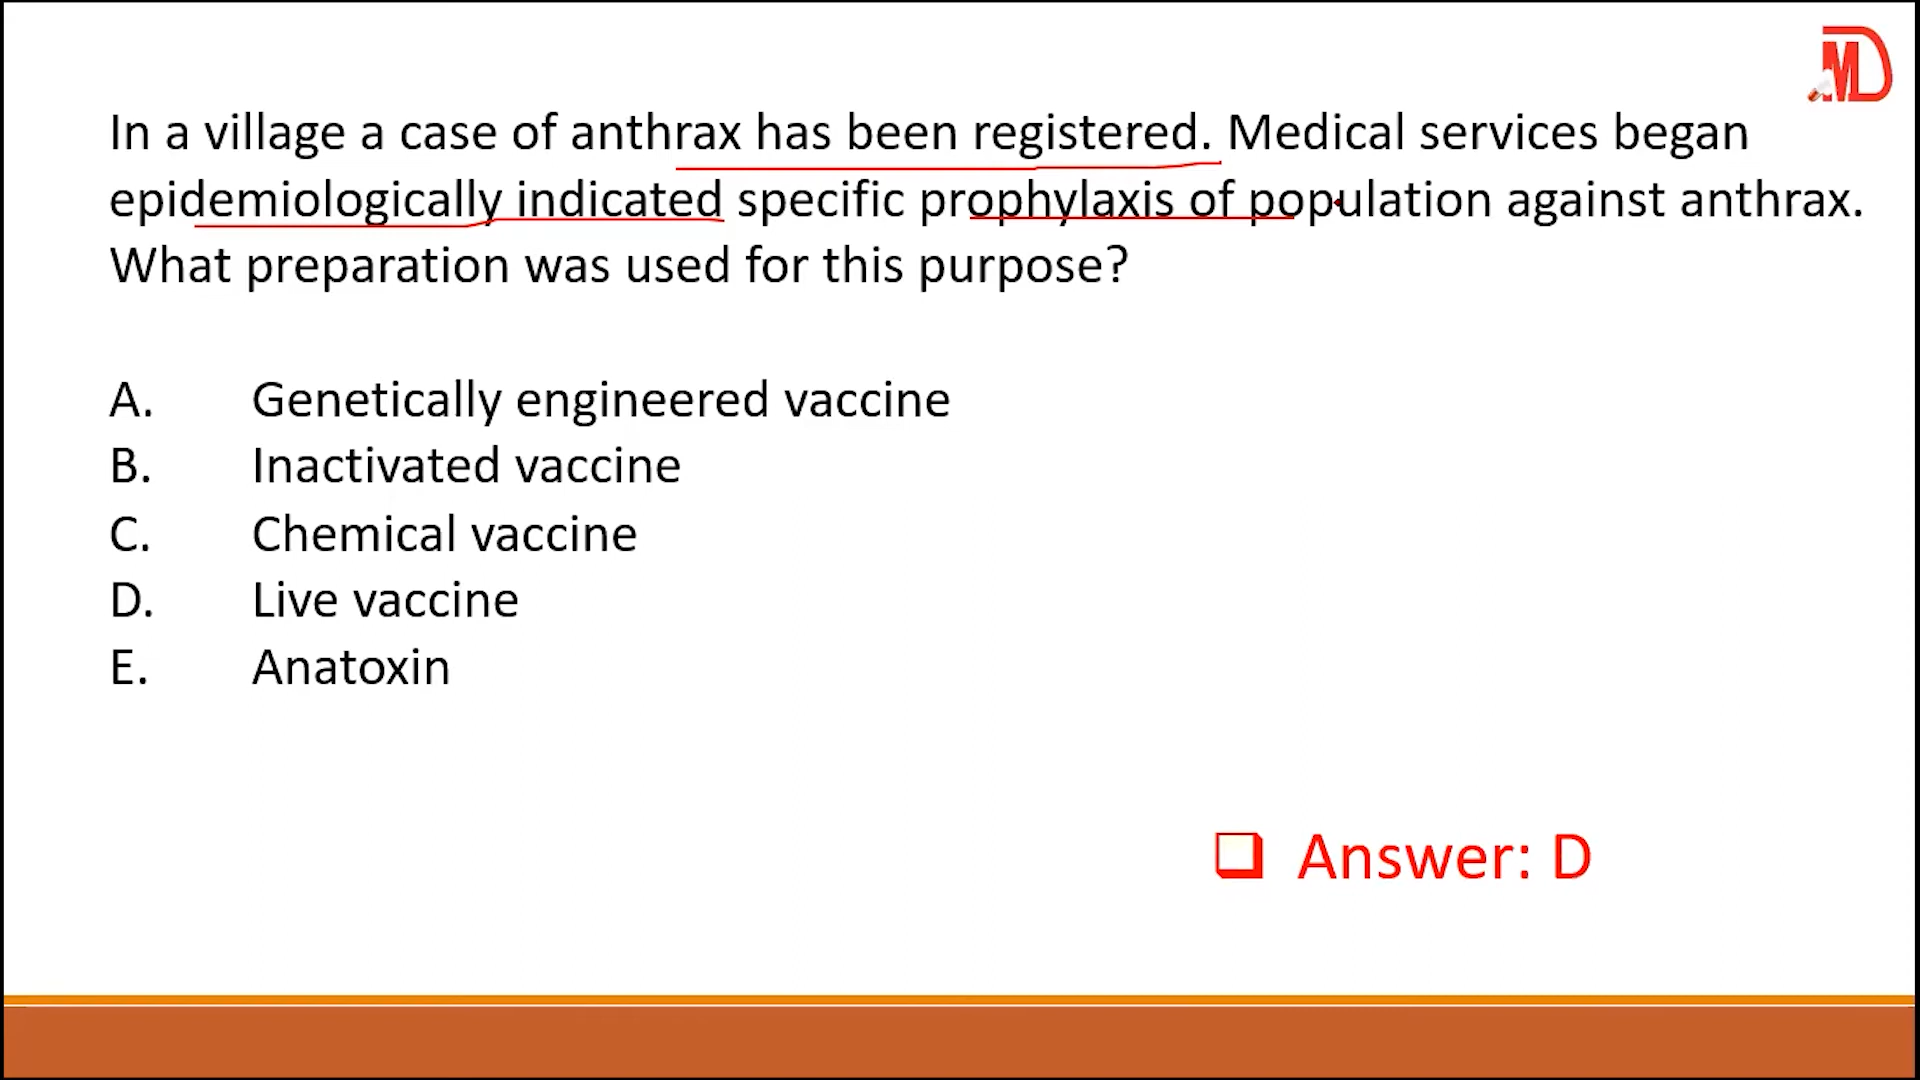 MD
In a village a case of anthrax has been registered. Medical services began
epidemiologically indicated specific prophylaxis of population against anthrax.
What preparation was used for this purpose?
A. Genetically engineered vaccine
B. Inactivated vaccine
C. Chemical vaccine
D. Live vaccine
E. Anatoxin
Answer: D